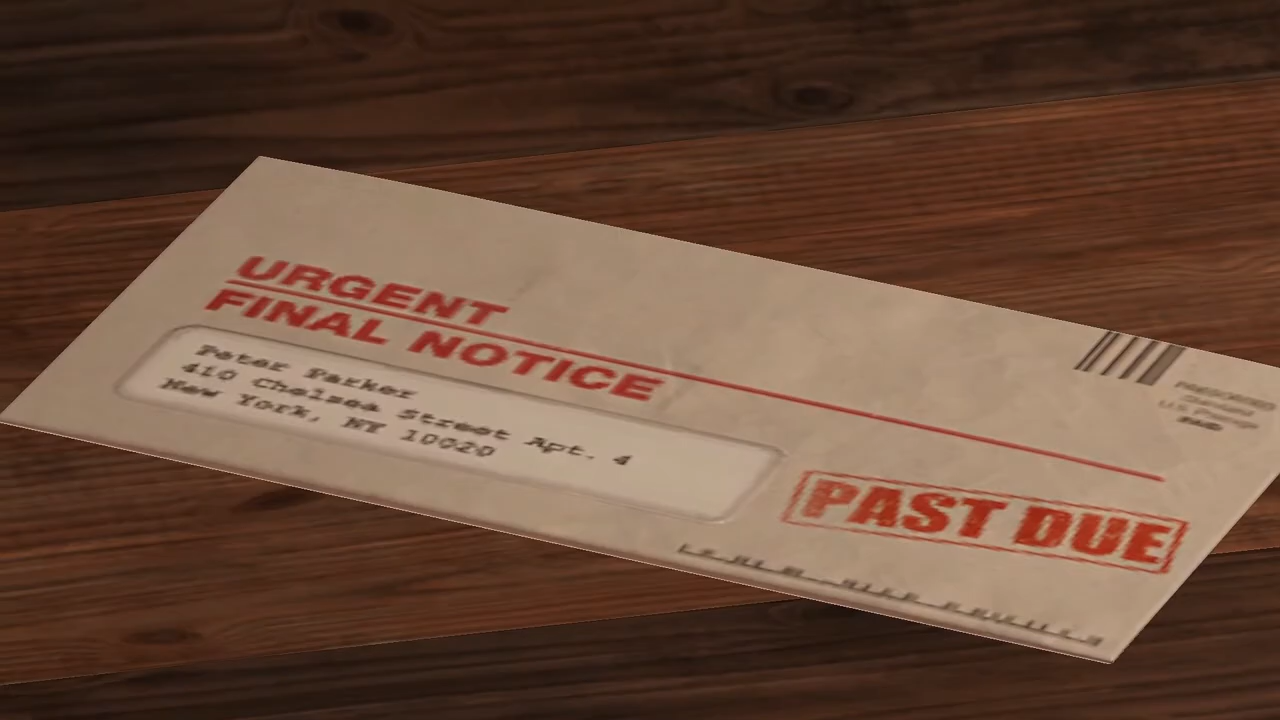 URGENT
FINAL NOTICE
Peter Parker
410 Chelsea Street Apt. 4
New York, NY 10020
PAST DUE